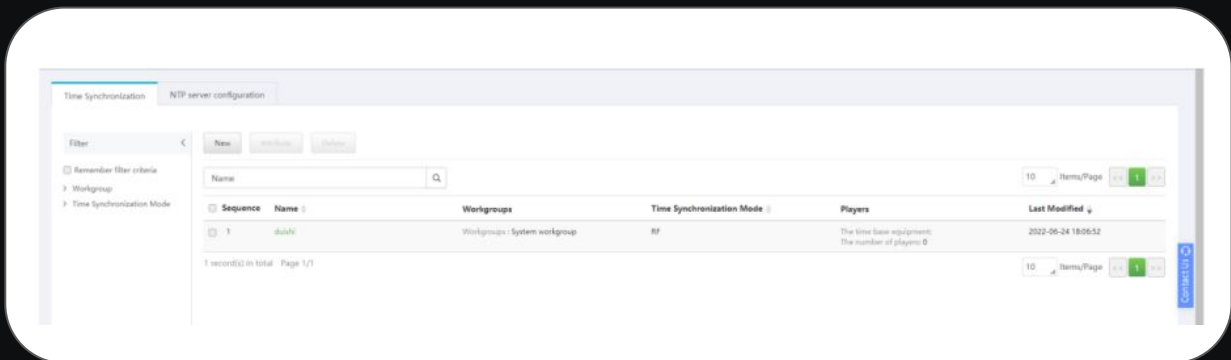 Time Synchronization NTP server configuration
Filter < New Attribute Delete
Remember filter criteria
Name 10 Items/Page << 1 >>
> Workgroup
> Time Synchronization Mode
Sequence Name Workgroups Time Synchronization Mode Players Last Modified
1 duishi Workgroups : System workgroup RF The time base equipment: 2022-06-24 18:06:52
The number of players: 0
1 record(s) in total Page 1/1 10 Items/Page << 1 >>
Contact Us